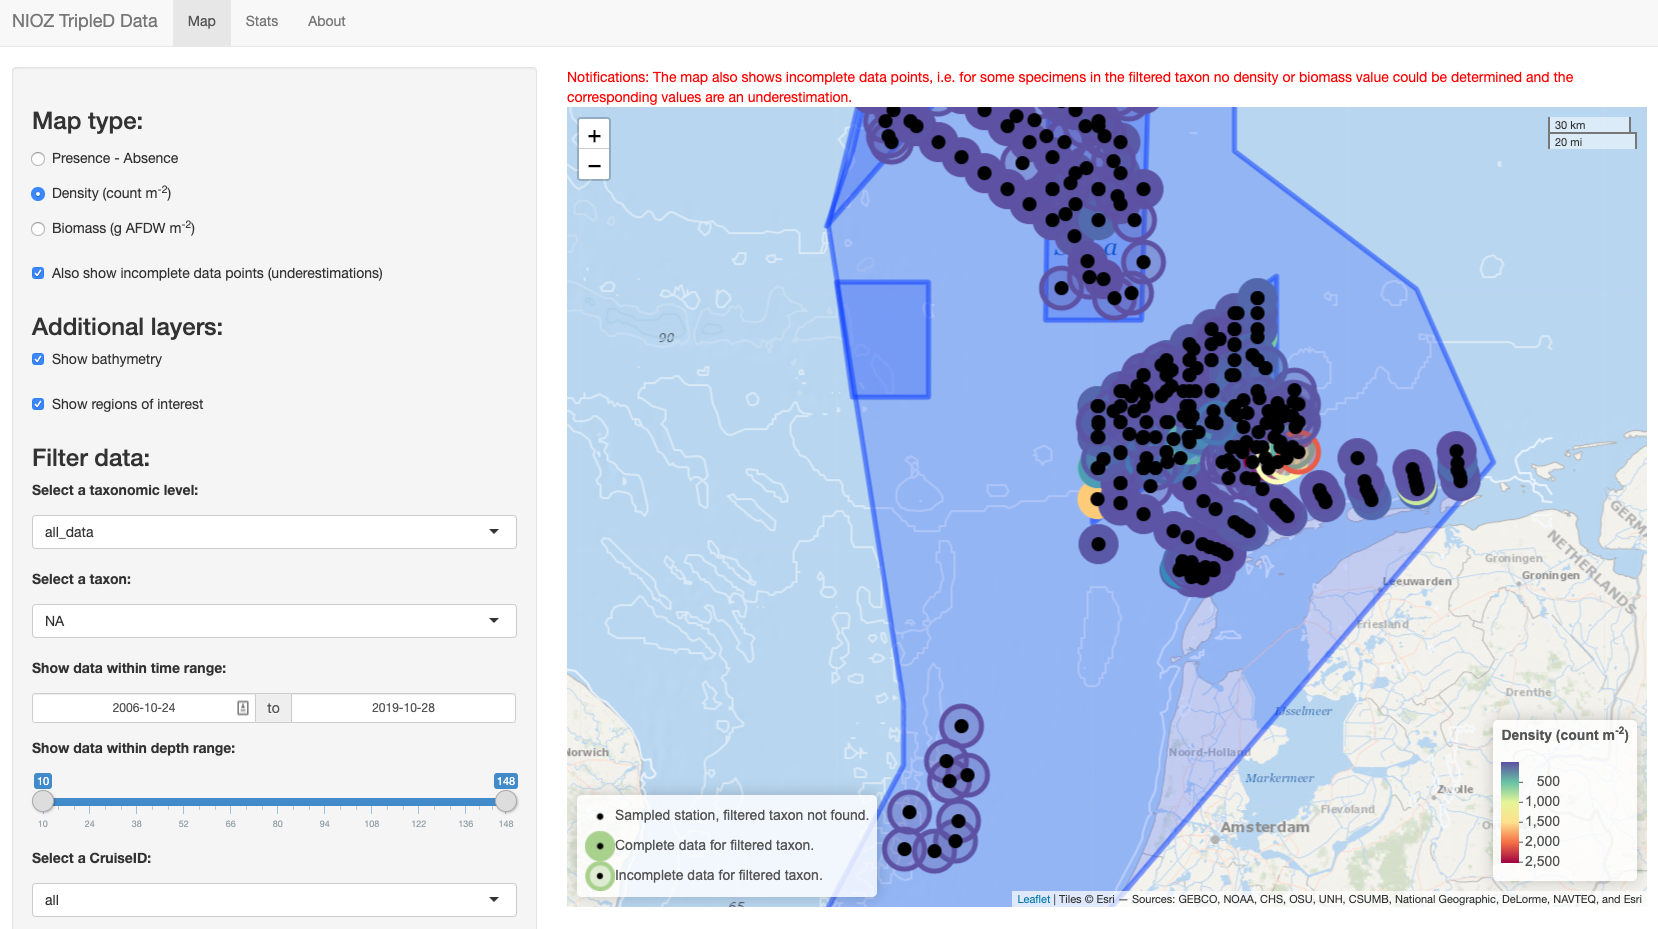 NIOZ TripleD Data
Map
Stats
About
Map type:
Presence - Absence
Density (count m-2)
Biomass (g AFDW m-2)
Also show incomplete data points (underestimations)
Additional layers:
Show bathymetry
Show regions of interest
Filter data:
Select a taxonomic level:
all_data
Select a taxon:
NA
Show data within time range:
2006-10-24 to 2019-10-28
Show data within depth range:
10 148
10 24 38 52 66 80 94 108 122 136 148
Select a CruiseID:
all
Notifications: The map also shows incomplete data points, i.e. for some specimens in the filtered taxon no density or biomass value could be determined and the
corresponding values are an underestimation.
+
−
30 km
20 mi
90
GERM
NETHERLANDS
Groningen
Groningen
Leeuwarden
Friesland
Drenthe
IJsselmeer
Norwich
Noord-Holland
Markermeer
Zwolle
Flevoland
Amsterdam
65
Sampled station, filtered taxon not found.
Complete data for filtered taxon.
Incomplete data for filtered taxon.
Density (count m-2)
500
1,000
1,500
2,000
2,500
Leaflet | Tiles © Esri — Sources: GEBCO, NOAA, CHS, OSU, UNH, CSUMB, National Geographic, DeLorme, NAVTEQ, and Esri